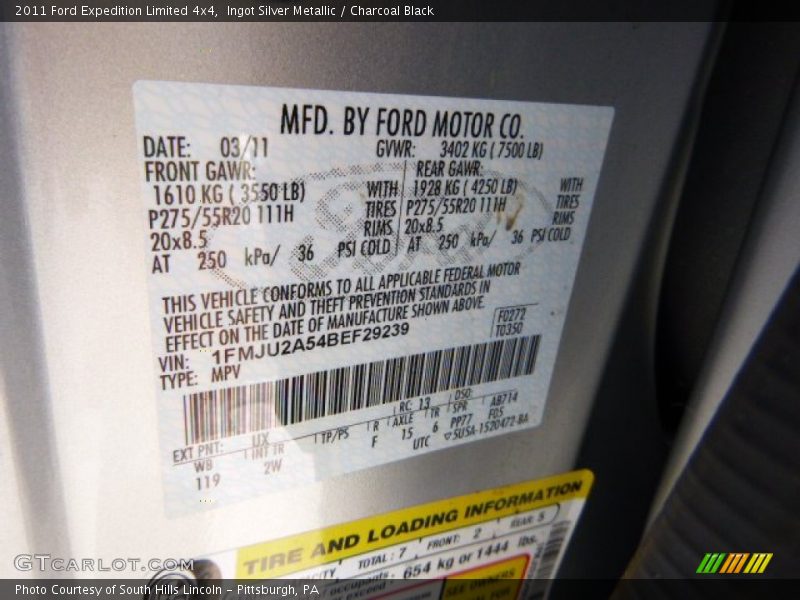 2011 Ford Expedition Limited 4x4,  Ingot Silver Metallic / Charcoal Black
MFD. BY FORD MOTOR CO.
DATE: 03/11 GVWR: 3402 KG ( 7500 LB)
FRONT GAWR: REAR GAWR:
1610 KG ( 3550 LB) WITH 1928 KG ( 4250 LB) WITH
P275/55R20 111H TIRES P275/55R20 111H TIRES
20x8.5 RIMS 20x8.5 RIMS
AT 250 kPa/ 36 PSI COLD AT 250 kPa/ 36 PSI COLD
THIS VEHICLE CONFORMS TO ALL APPLICABLE FEDERAL MOTOR
VEHICLE SAFETY AND THEFT PREVENTION STANDARDS IN
EFFECT ON THE DATE OF MANUFACTURE SHOWN ABOVE.
F0272
T0350
VIN: 1FMJU2A54BEF29239
TYPE: MPV
RC: 13 DSO:
EXT PNT: UX AB714
WB INT TR TP/PS R AXLE TR SPR F05
119 2W F 15 6 PP77
UTC ▽SUSA-1520472-BA
TIRE AND LOADING INFORMATION
TOTAL: 7 FRONT: 2 REAR: 5
occupants 654 kg or 1444 lbs.
exceed
SEE OWNERS
GTcarlot.com
Photo Courtesy of South Hills Lincoln - Pittsburgh, PA